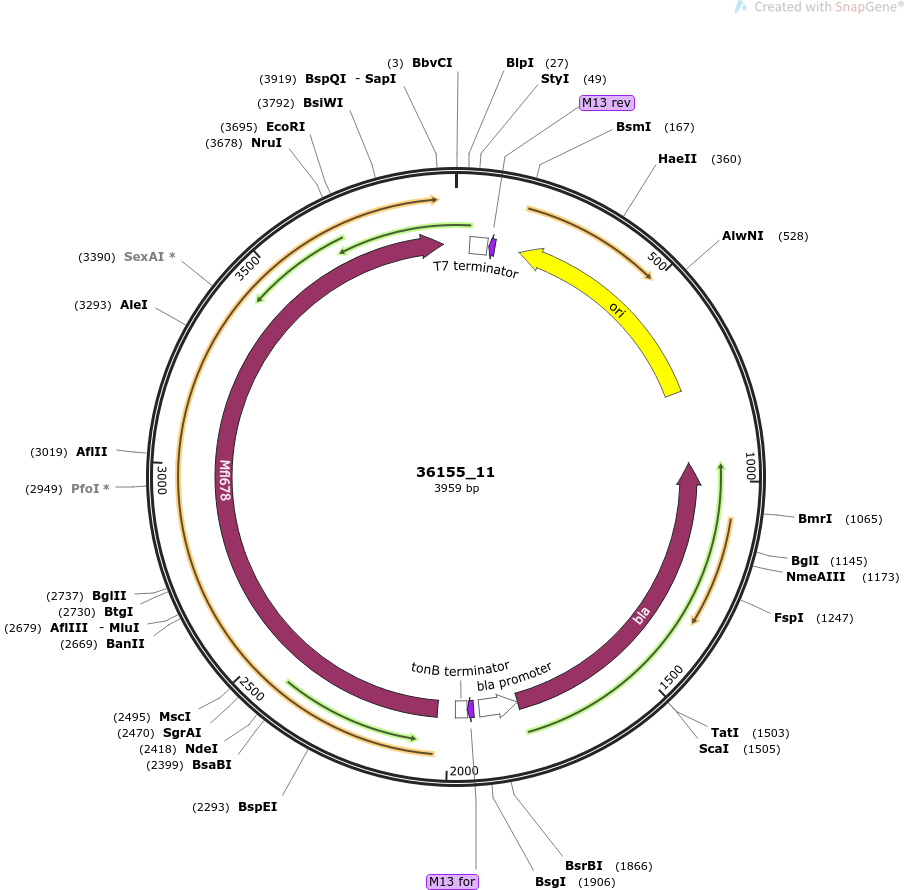 Created with SnapGene®
(3) BbvCI
BlpI (27)
(3919) BspQI - SapI
StyI (49)
(3792) BsiWI
M13 rev
(3695) EcoRI
BsmI (167)
(3678) NruI
HaeII (360)
AlwNI (528)
(3390) SexAI *
3500
T7 terminator
500
(3293) AleI
ori
(3019) AflII
36155_11
3959 bp
1000
3000
Mfl678
(2949) PfoI *
BmrI (1065)
BglI (1145)
NmeAIII (1173)
(2737) BglII
(2730) BtgI
FspI (1247)
(2679) AflIII - MluI
bla
(2669) BanII
tonB terminator
bla promoter
2500
1500
(2495) MscI
(2470) SgrAI
TatI (1503)
(2418) NdeI
ScaI (1505)
(2399) BsaBI
2000
(2293) BspEI
BsrBI (1866)
M13 for
BsgI (1906)